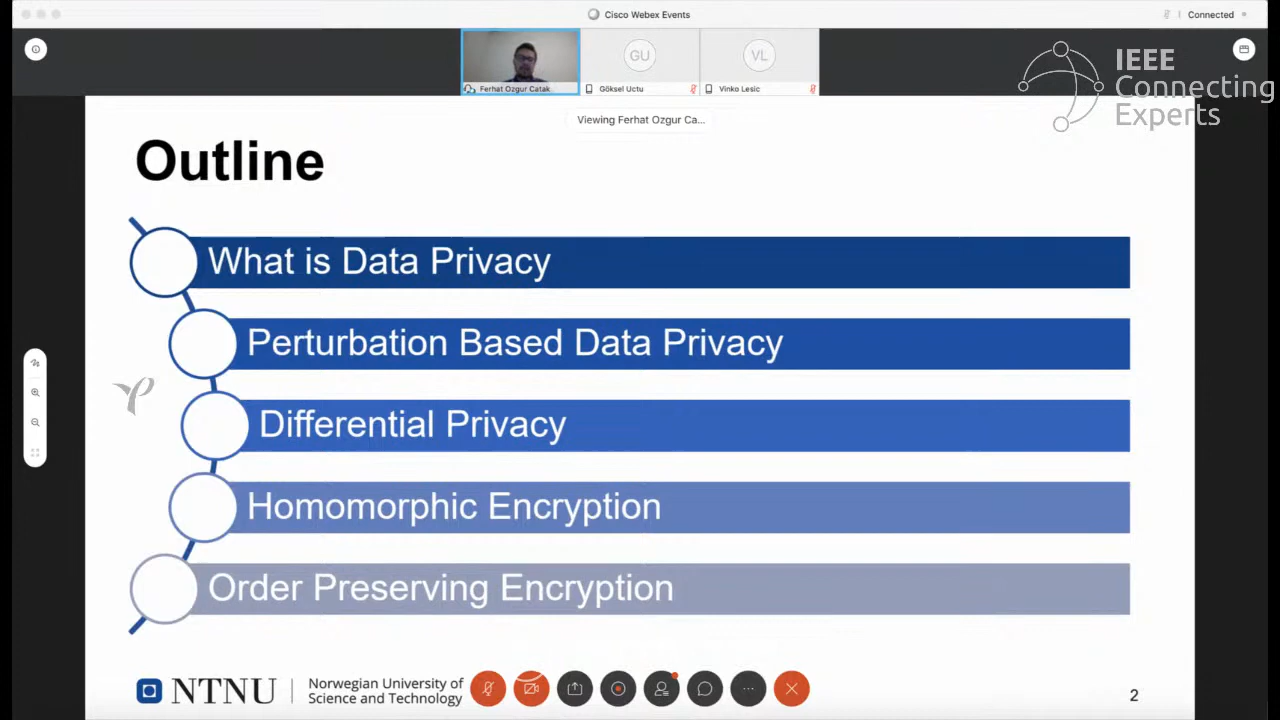 Cisco Webex Events
Connected
GU
VL
Ferhat Ozgur Catak
Göksel Uctu
Vinko Lesic
IEEE
Connecting
Experts
Viewing Ferhat Ozgur Ca...
Outline
What is Data Privacy
Perturbation Based Data Privacy
Differential Privacy
Homomorphic Encryption
Order Preserving Encryption
NTNU
Norwegian University of
Science and Technology
2